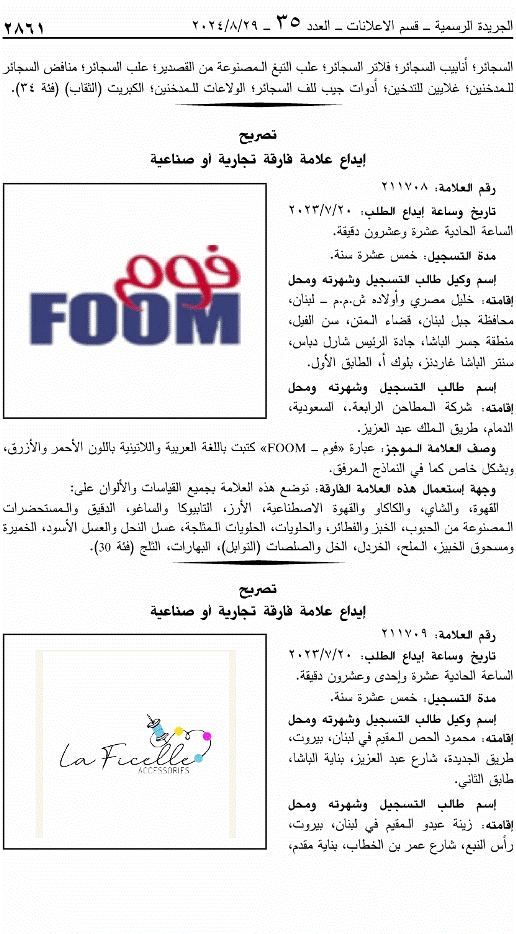 الجريدة الرسمية ــ قسم الاعلانات ــ العدد ٣٥ ــ ٢٠٢٤/٨/٢٩
٢٨٦١
السجائر؛ أنابيب السجائر؛ فلاتر السجائر؛ علب التبغ المصنوعة من القصدير؛ علب السجائر؛ منافض السجائر
للمدخنين؛ غلايين للتدخين؛ أدوات جيب للف السجائر؛ الولاعات للمدخنين؛ الكبريت (الثقاب) (فئة ٣٤).
تصريح
إيداع علامة فارقة تجارية أو صناعية
رقم العلامة: ٢١١٧٠٨
تاريخ وساعة إيداع الطلب: ٢٠٢٣/٧/٢٠
الساعة الحادية عشرة وعشرون دقيقة.
مدة التسجيل: خمس عشرة سنة.
إسم وكيل طالب التسجيل وشهرته ومحل
إقامته: خليل مصري وأولاده ش.م.م ــ لبنان،
محافظة جبل لبنان، قضاء المتن، سن الفيل،
منطقة جسر الباشا، جادة الرئيس شارل دباس،
سنتر الباشا غاردنز، بلوك أ، الطابق الأول.
إسم طالب التسجيل وشهرته ومحل
إقامته: شركة المطاحن الرابعة.، السعودية،
الدمام، طريق الملك عبد العزيز.
فوم
FOOM
وصف العلامة الموجز: عبارة «فوم ــ FOOM» كتبت باللغة العربية واللاتينية باللون الأحمر والأزرق،
وبشكل خاص كما في النماذج المرفق.
وجهة إستعمال هذه العلامة الفارقة: توضع هذه العلامة بجميع القياسات والألوان على:
القهوة، والشاي، والكاكاو والقهوة الاصطناعية، الأرز، التابيوكا والساغو، الدقيق والمستحضرات
المصنوعة من الحبوب، الخبز والفطائر، والحلويات، الحلويات المثلجة، عسل النحل والعسل الأسود، الخميرة
ومسحوق الخبيز، الملح، الخردل، الخل والصلصات (التوابل)، البهارات، الثلج (فئة 30).
تصريح
إيداع علامة فارقة تجارية أو صناعية
رقم العلامة: ٢١١٧٠٩
تاريخ وساعة إيداع الطلب: ٢٠٢٣/٧/٢٠
الساعة الحادية عشرة وإحدى وعشرون دقيقة.
مدة التسجيل: خمس عشرة سنة.
إسم وكيل طالب التسجيل وشهرته ومحل
إقامته: محمود الحص المقيم في لبنان، بيروت،
طريق الجديدة، شارع عبد العزيز، بناية الباشا،
طابق الثاني.
إسم طالب التسجيل وشهرته ومحل
إقامته: زينة عيدو المقيم في لبنان، بيروت،
رأس النبع، شارع عمر بن الخطاب، بناية مقدم،
La Ficelle
ACCESSORIES